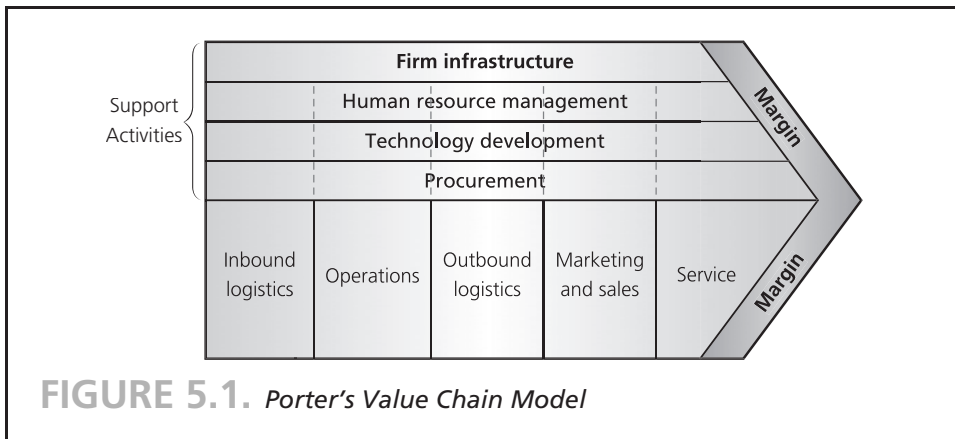 Firm infrastructure
Human resource management
Technology development
Procurement
Support
Activities
Inbound
logistics
Operations
Outbound
logistics
Marketing
and sales
Service
Margin
Margin
FIGURE 5.1. Porter’s Value Chain Model